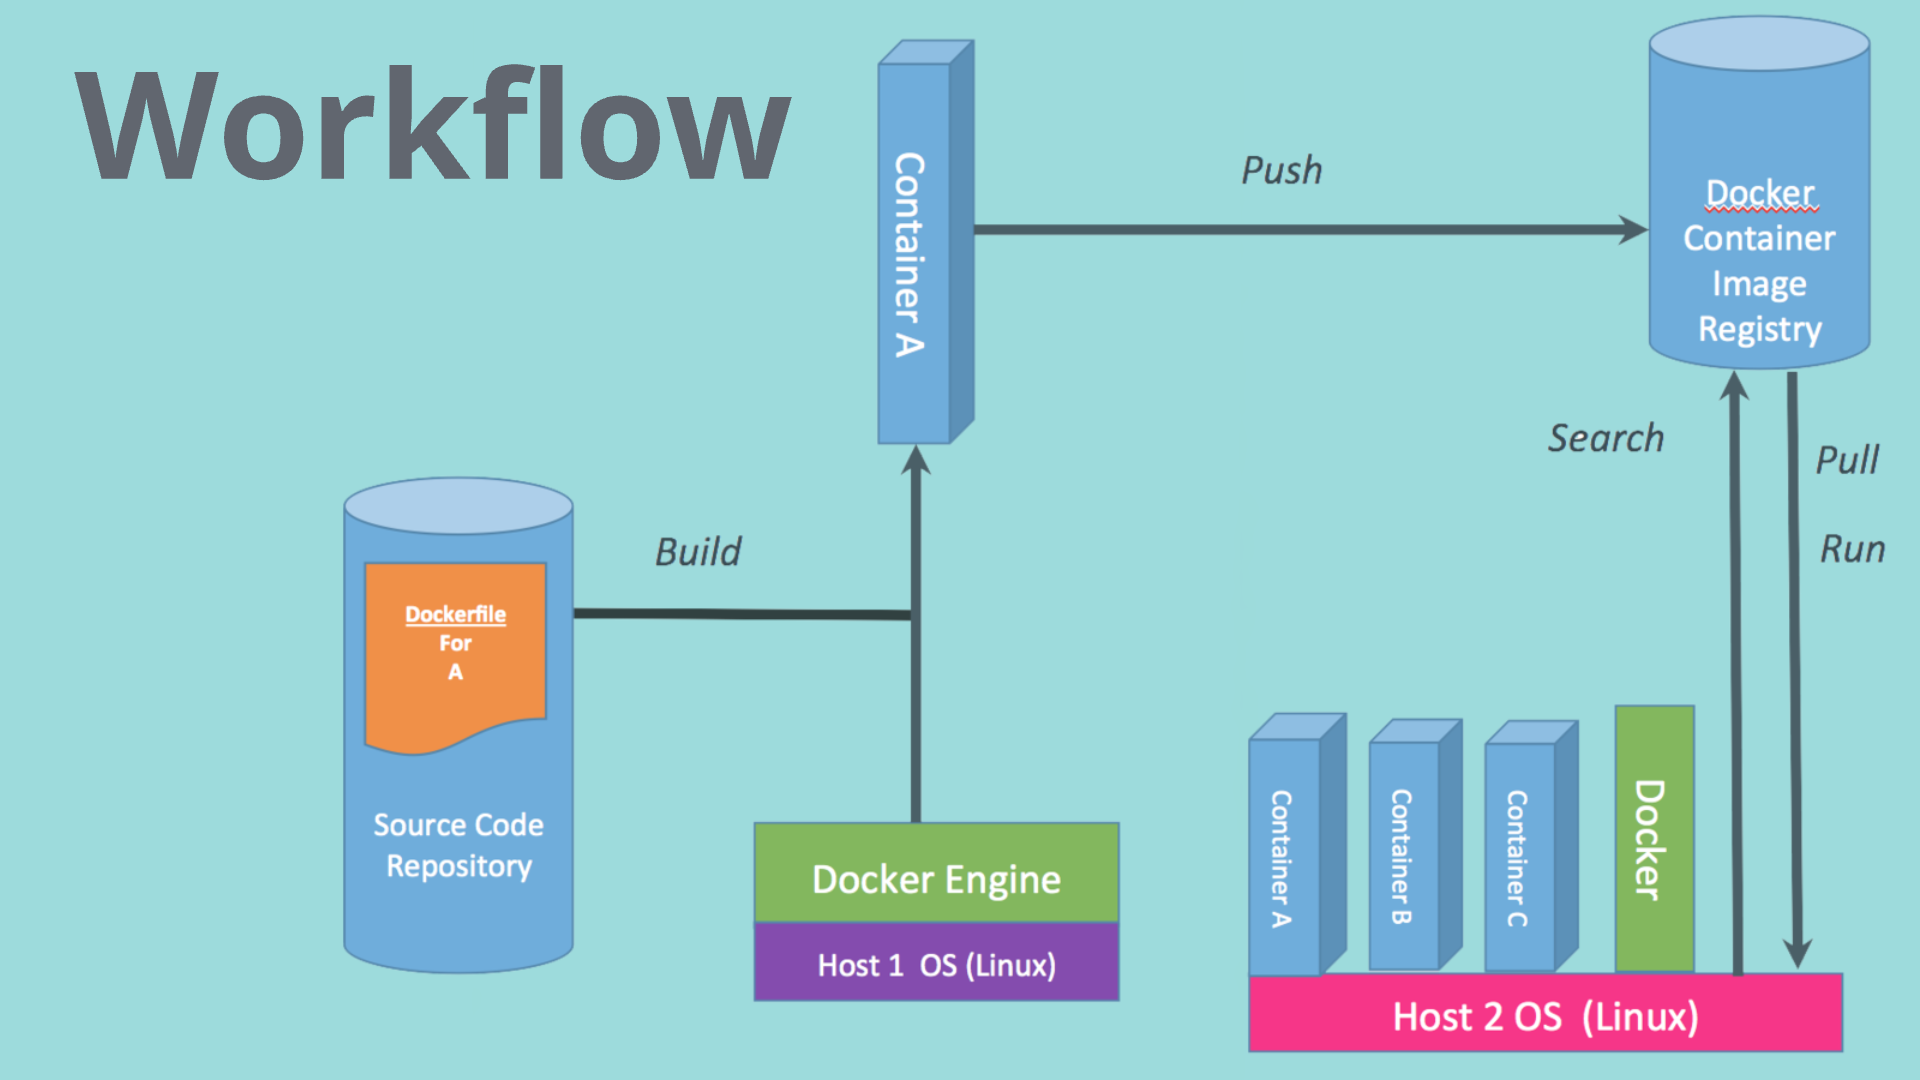 Workflow
Container A
Push
Docker
Container
Image
Registry
Search
Pull
Run
Build
Dockerfile
For
A
Source Code
Repository
Docker Engine
Host 1 OS (Linux)
Container A
Container B
Container C
Docker
Host 2 OS (Linux)